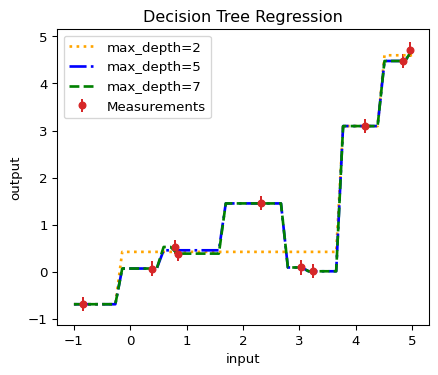 Decision Tree Regression
max_depth=2
max_depth=5
max_depth=7
Measurements
output
5
4
3
2
1
0
−1
−1
0
1
2
3
4
5
input